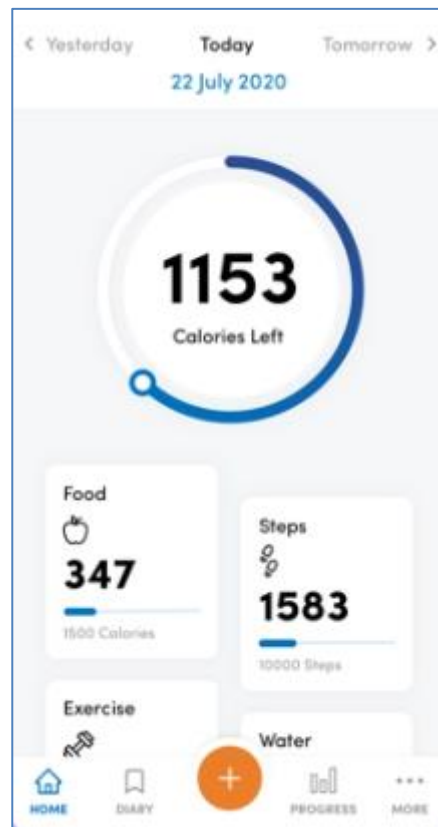 Yesterday Today Tomorrow
22 July 2020
1153
Calories Left
Food
347
1500 Calories
Steps
1583
10000 Steps
Exercise
Water
HOME DIARY + PROGRESS MORE